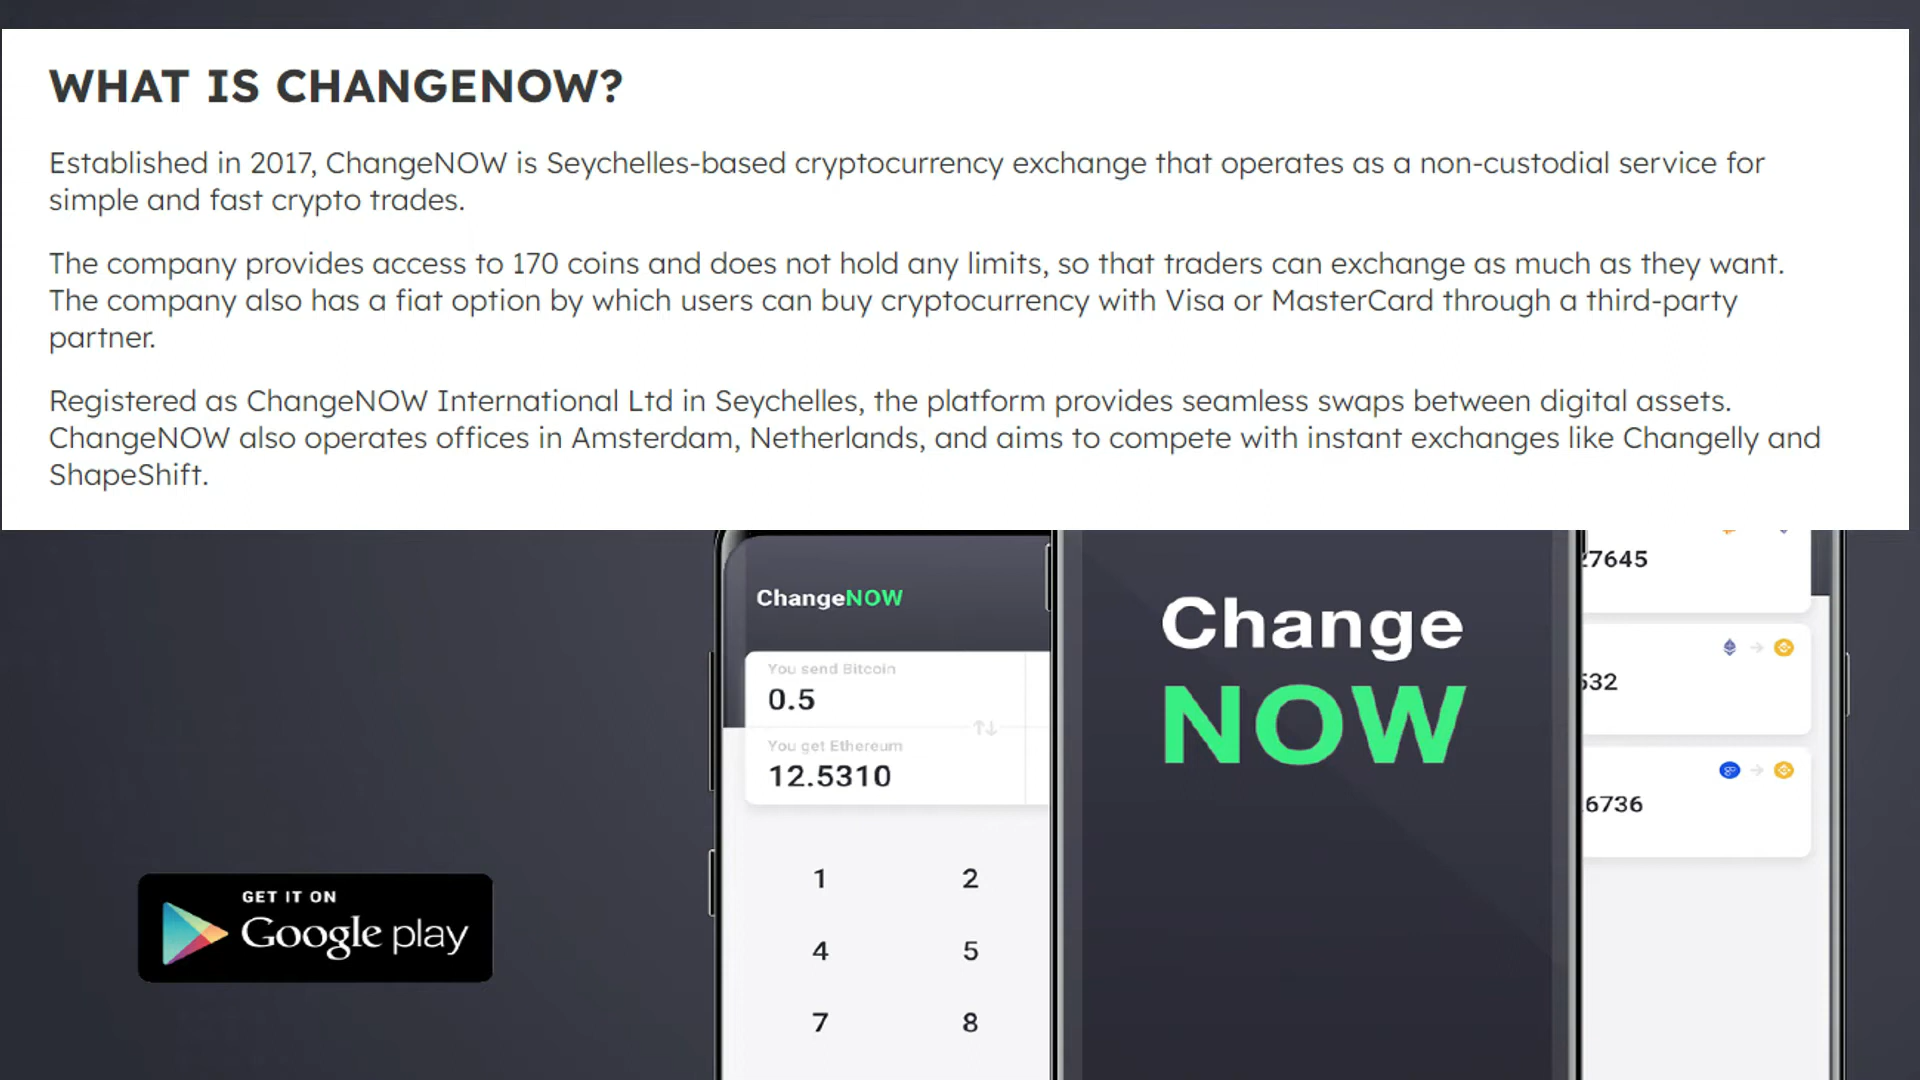 WHAT IS CHANGENOW?
Established in 2017, ChangeNOW is Seychelles-based cryptocurrency exchange that operates as a non-custodial service for
simple and fast crypto trades.
The company provides access to 170 coins and does not hold any limits, so that traders can exchange as much as they want.
The company also has a fiat option by which users can buy cryptocurrency with Visa or MasterCard through a third-party
partner.
Registered as ChangeNOW International Ltd in Seychelles, the platform provides seamless swaps between digital assets.
ChangeNOW also operates offices in Amsterdam, Netherlands, and aims to compete with instant exchanges like Changelly and
ShapeShift.
ChangeNOW
You send Bitcoin
0.5
You get Ethereum
12.5310
1 2
4 5
7 8
Change
NOW
27645
532
6736
GET IT ON
Google play